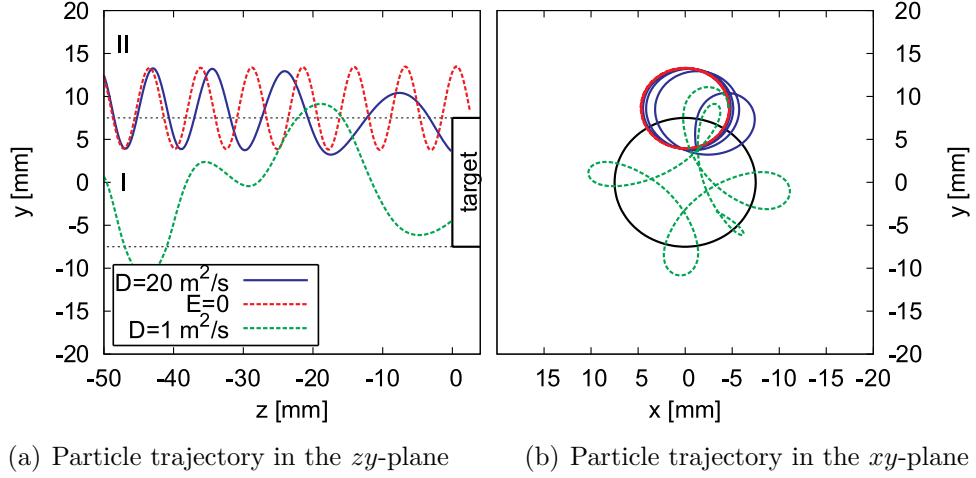 20
15
10
5
0
-5
-10
-15
-20
y [mm]
II
I
target
D=20 m²/s
E=0
D=1 m²/s
-50 -40 -30 -20 -10 0
z [mm]
20
15
10
5
0
-5
-10
-15
-20
y [mm]
15 10 5 0 -5 -10 -15 -20
x [mm]
(a) Particle trajectory in the zy-plane
(b) Particle trajectory in the xy-plane